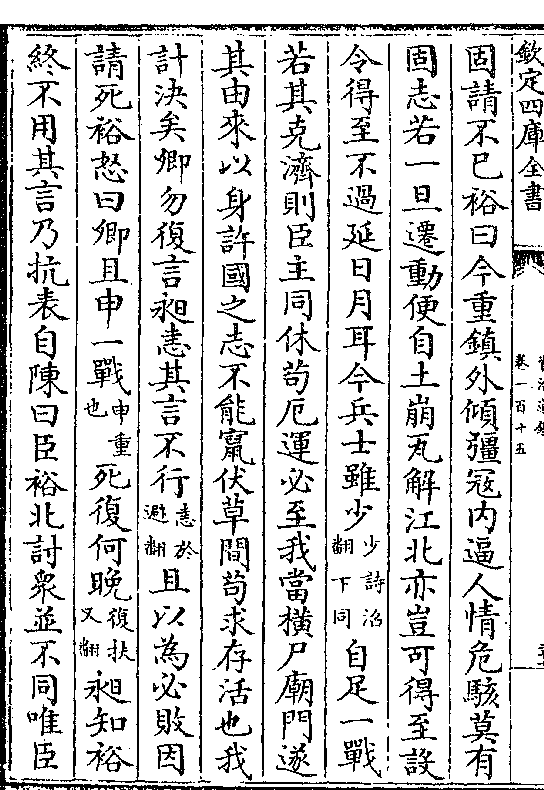 欽定四庫全書
資治通鑑
卷一百十五
固請不已裕曰今重鎮外傾彊冦内逼人情危駭莫有
固志若一旦遷動便自土崩瓦解江北亦豈可得至設
令得至不過延日月耳今兵士雖少少詩沼翻下同自足一戰
若其克濟則臣主同休苟厄運必至我當横尸廟門遂
其由來以身許國之志不能竄伏草間苟求存活也我
計決矣卿勿復言昶恚其言不行恚於避翻且以為必敗因
請死裕怒曰卿且申一戰申重也死復何晩復扶又翻昶知裕
終不用其言乃抗表自陳曰臣裕北討衆並不同唯臣